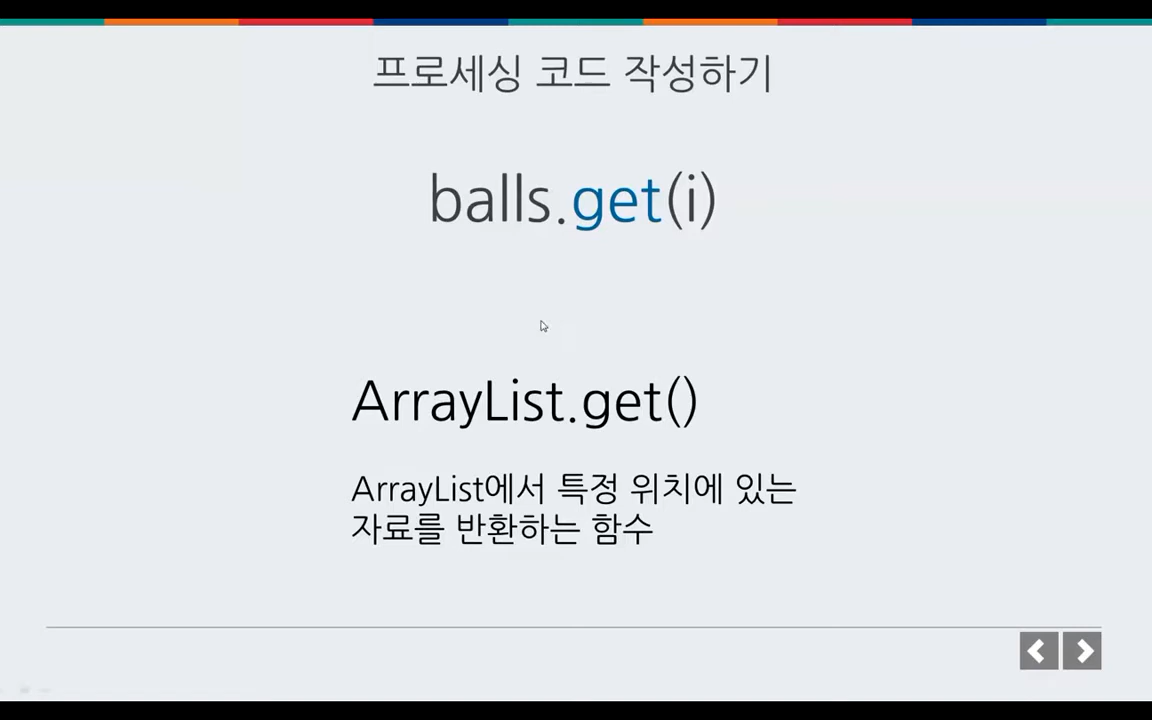 프로세싱 코드 작성하기
balls.get(i)
ArrayList.get()
ArrayList에서 특정 위치에 있는
자료를 반환하는 함수